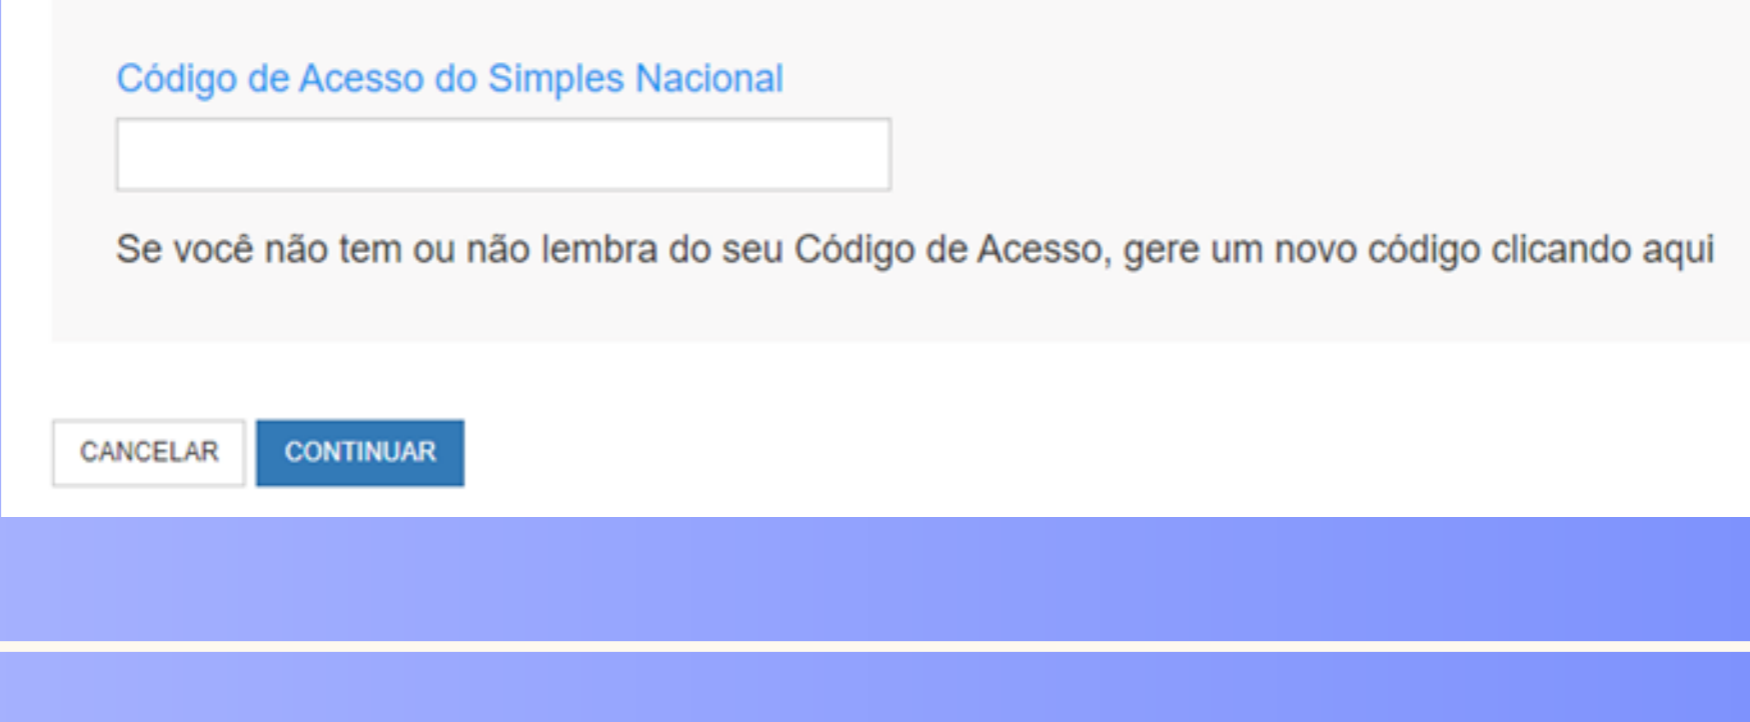 Código de Acesso do Simples Nacional
Se você não tem ou não lembra do seu Código de Acesso, gere um novo código clicando aqui
CANCELAR CONTINUAR